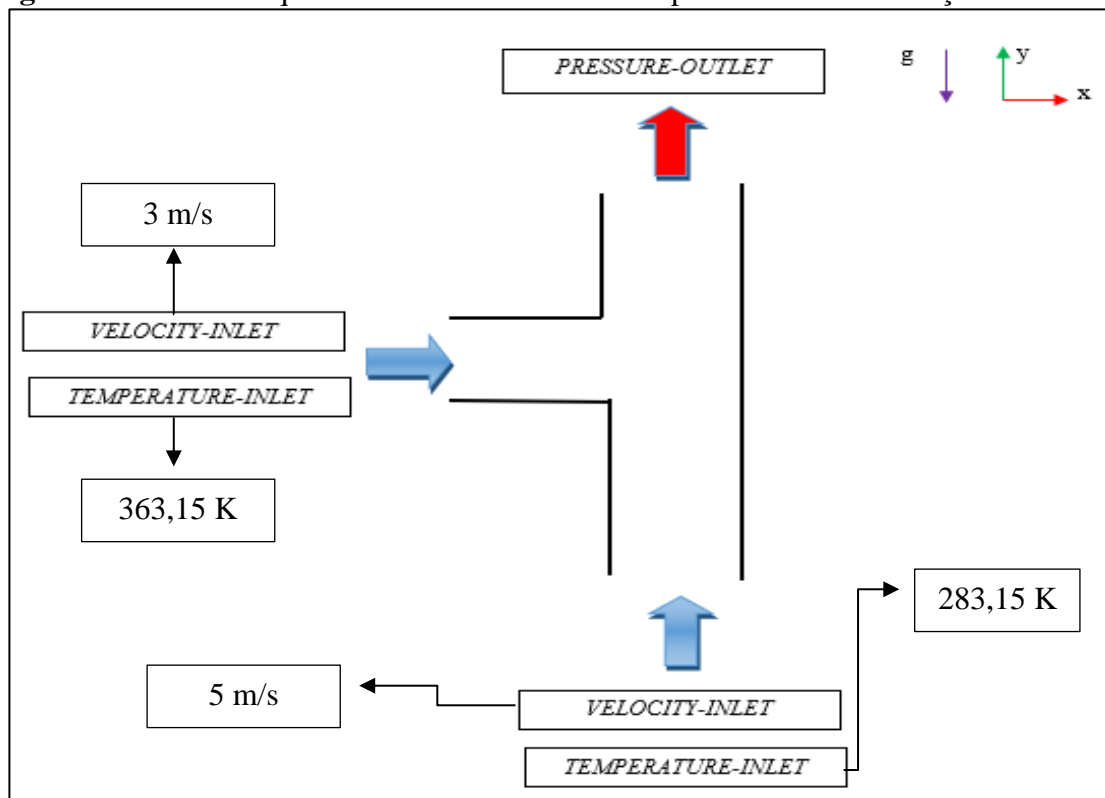 PRESSURE-OUTLET
g
y
x
3 m/s
VELOCITY-INLET
TEMPERATURE-INLET
363,15 K
283,15 K
5 m/s
VELOCITY-INLET
TEMPERATURE-INLET